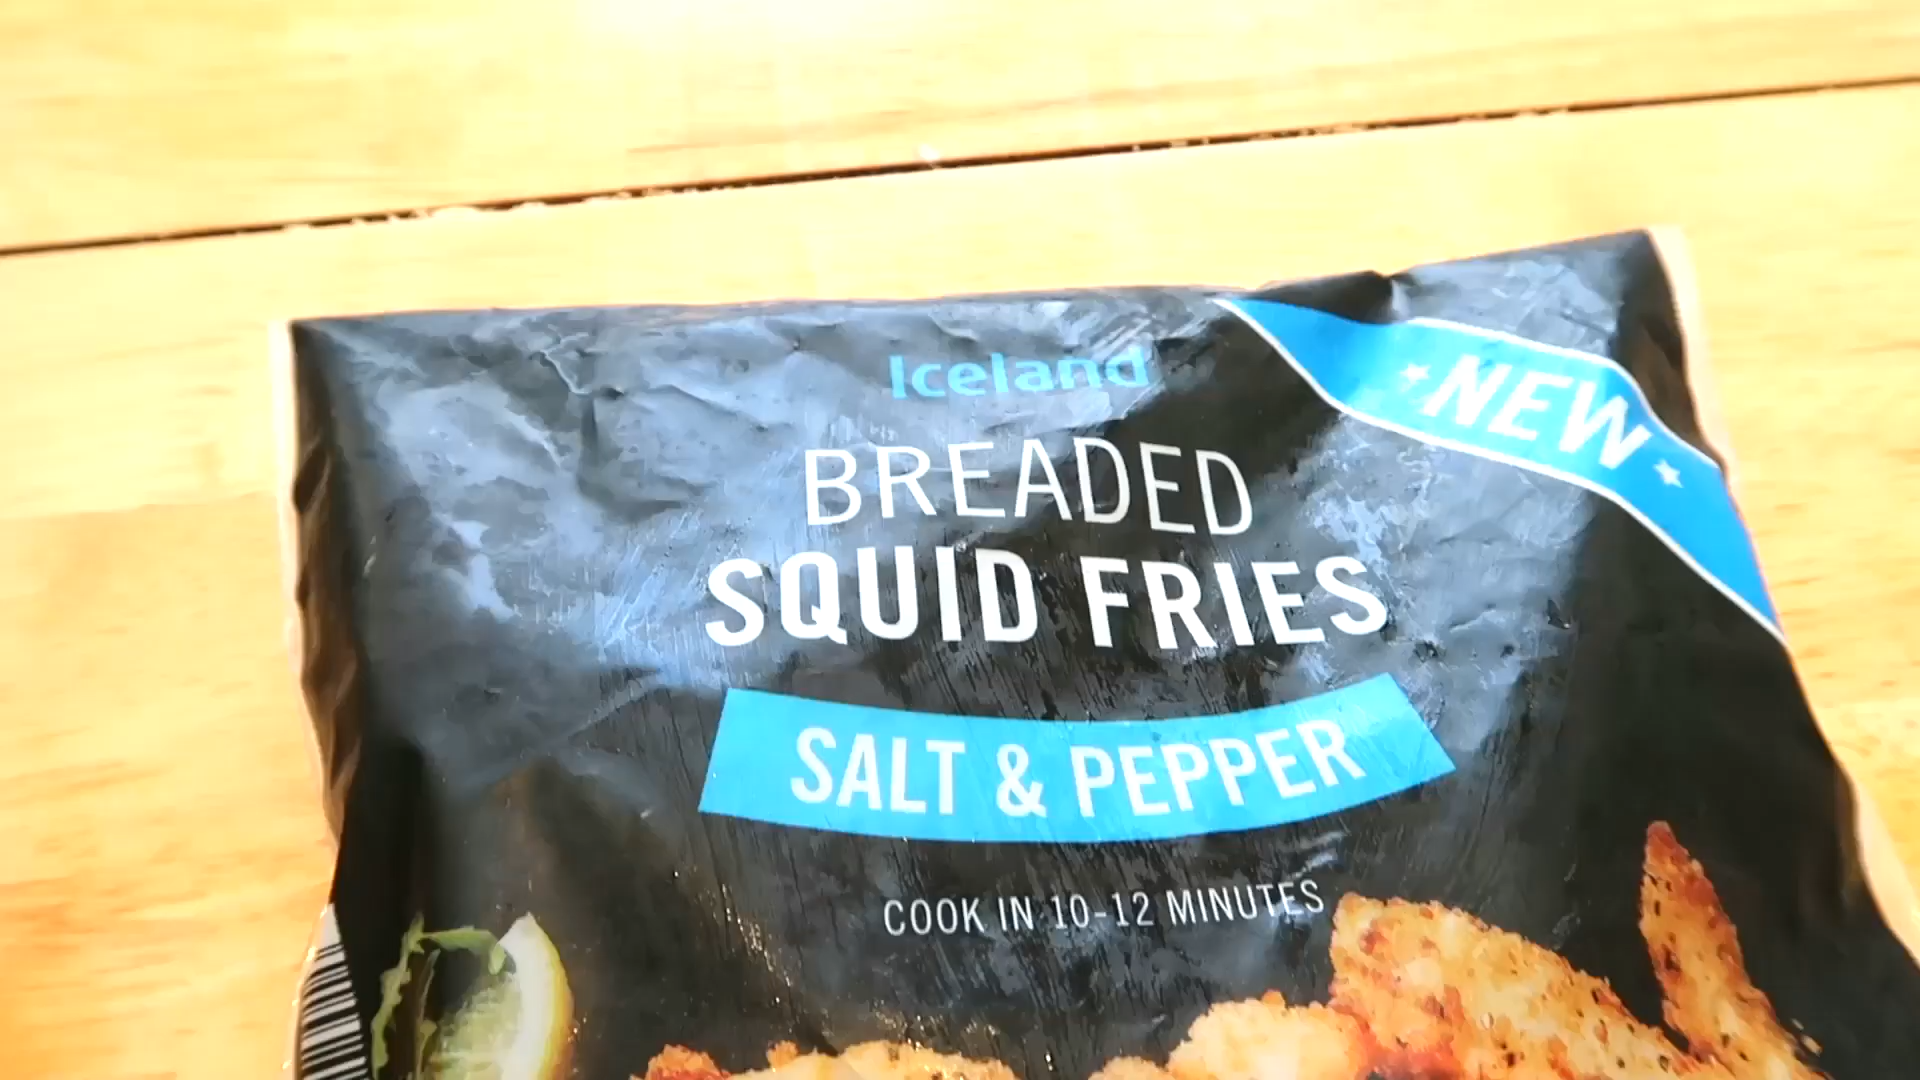 Iceland
NEW
BREADED
SQUID FRIES
SALT & PEPPER
COOK IN 10-12 MINUTES